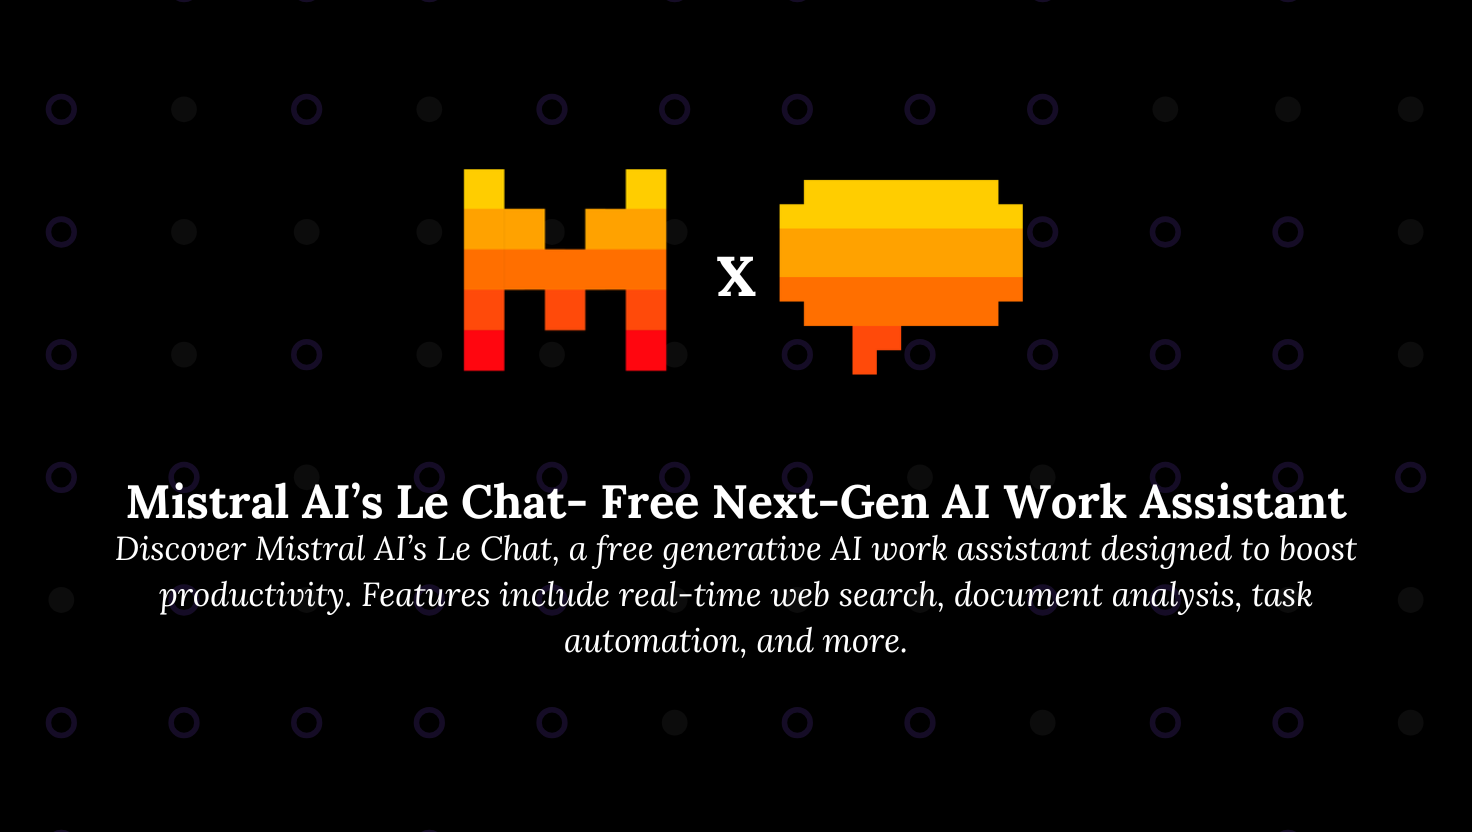 x
Mistral AI’s Le Chat- Free Next-Gen AI Work Assistant
Discover Mistral AI’s Le Chat, a free generative AI work assistant designed to boost
productivity. Features include real-time web search, document analysis, task
automation, and more.